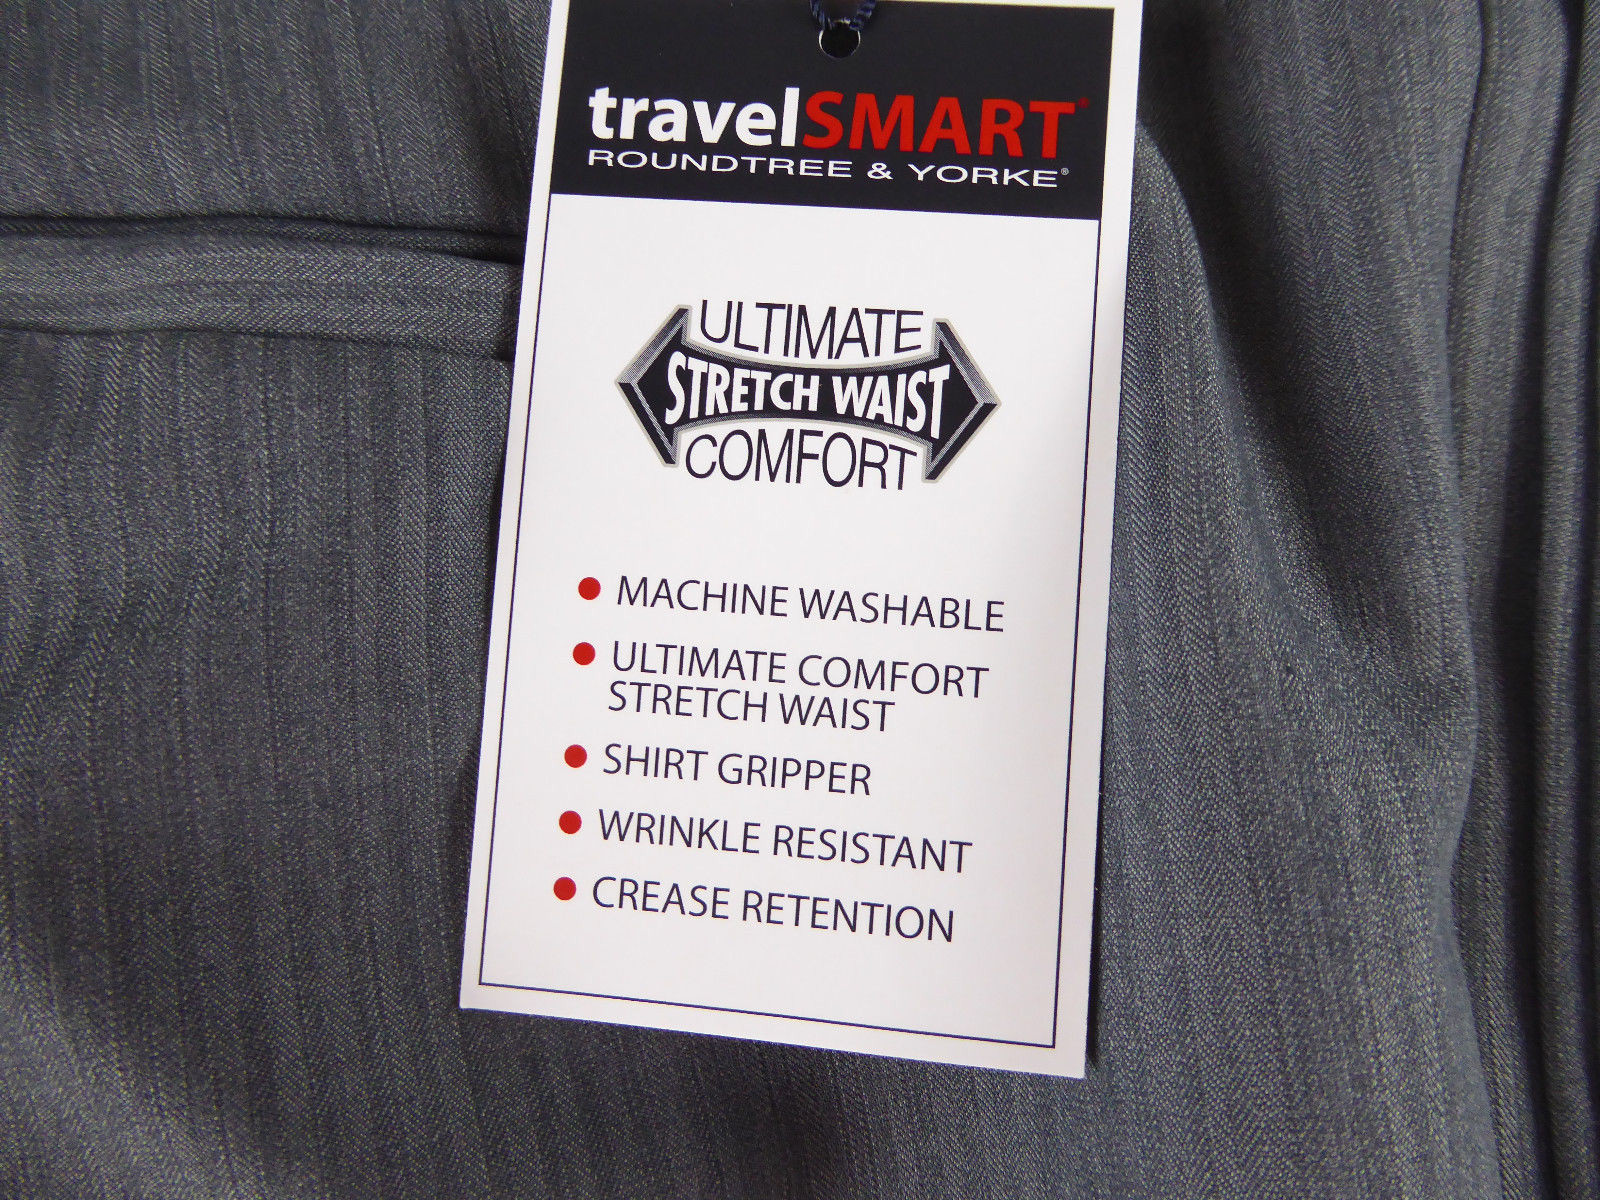 travelSMART®
ROUNDTREE & YORKE®
ULTIMATE
STRETCH WAIST
COMFORT
MACHINE WASHABLE
ULTIMATE COMFORT
STRETCH WAIST
SHIRT GRIPPER
WRINKLE RESISTANT
CREASE RETENTION